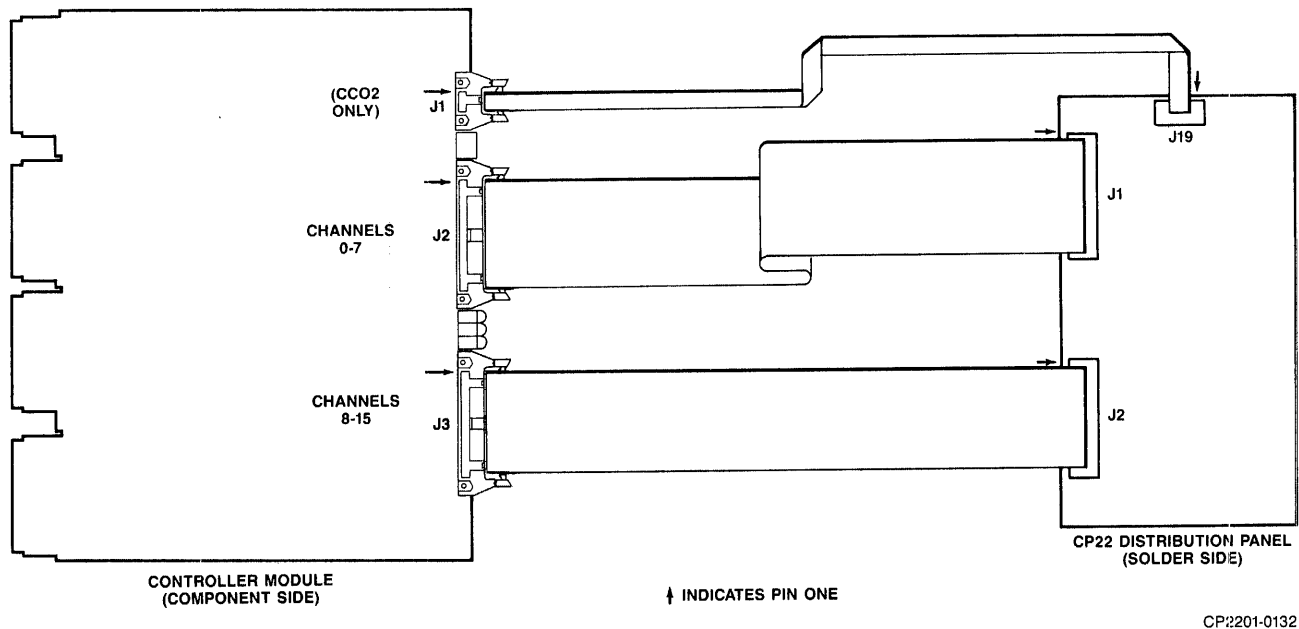 (CCO2
ONLY)
J1
J19
CHANNELS
0-7
J2
J1
CHANNELS
8-15
J3
J2
CONTROLLER MODULE
(COMPONENT SIDE)
INDICATES PIN ONE
CP22 DISTRIBUTION PANEL
(SOLDER SIDE)
CP2201-0132